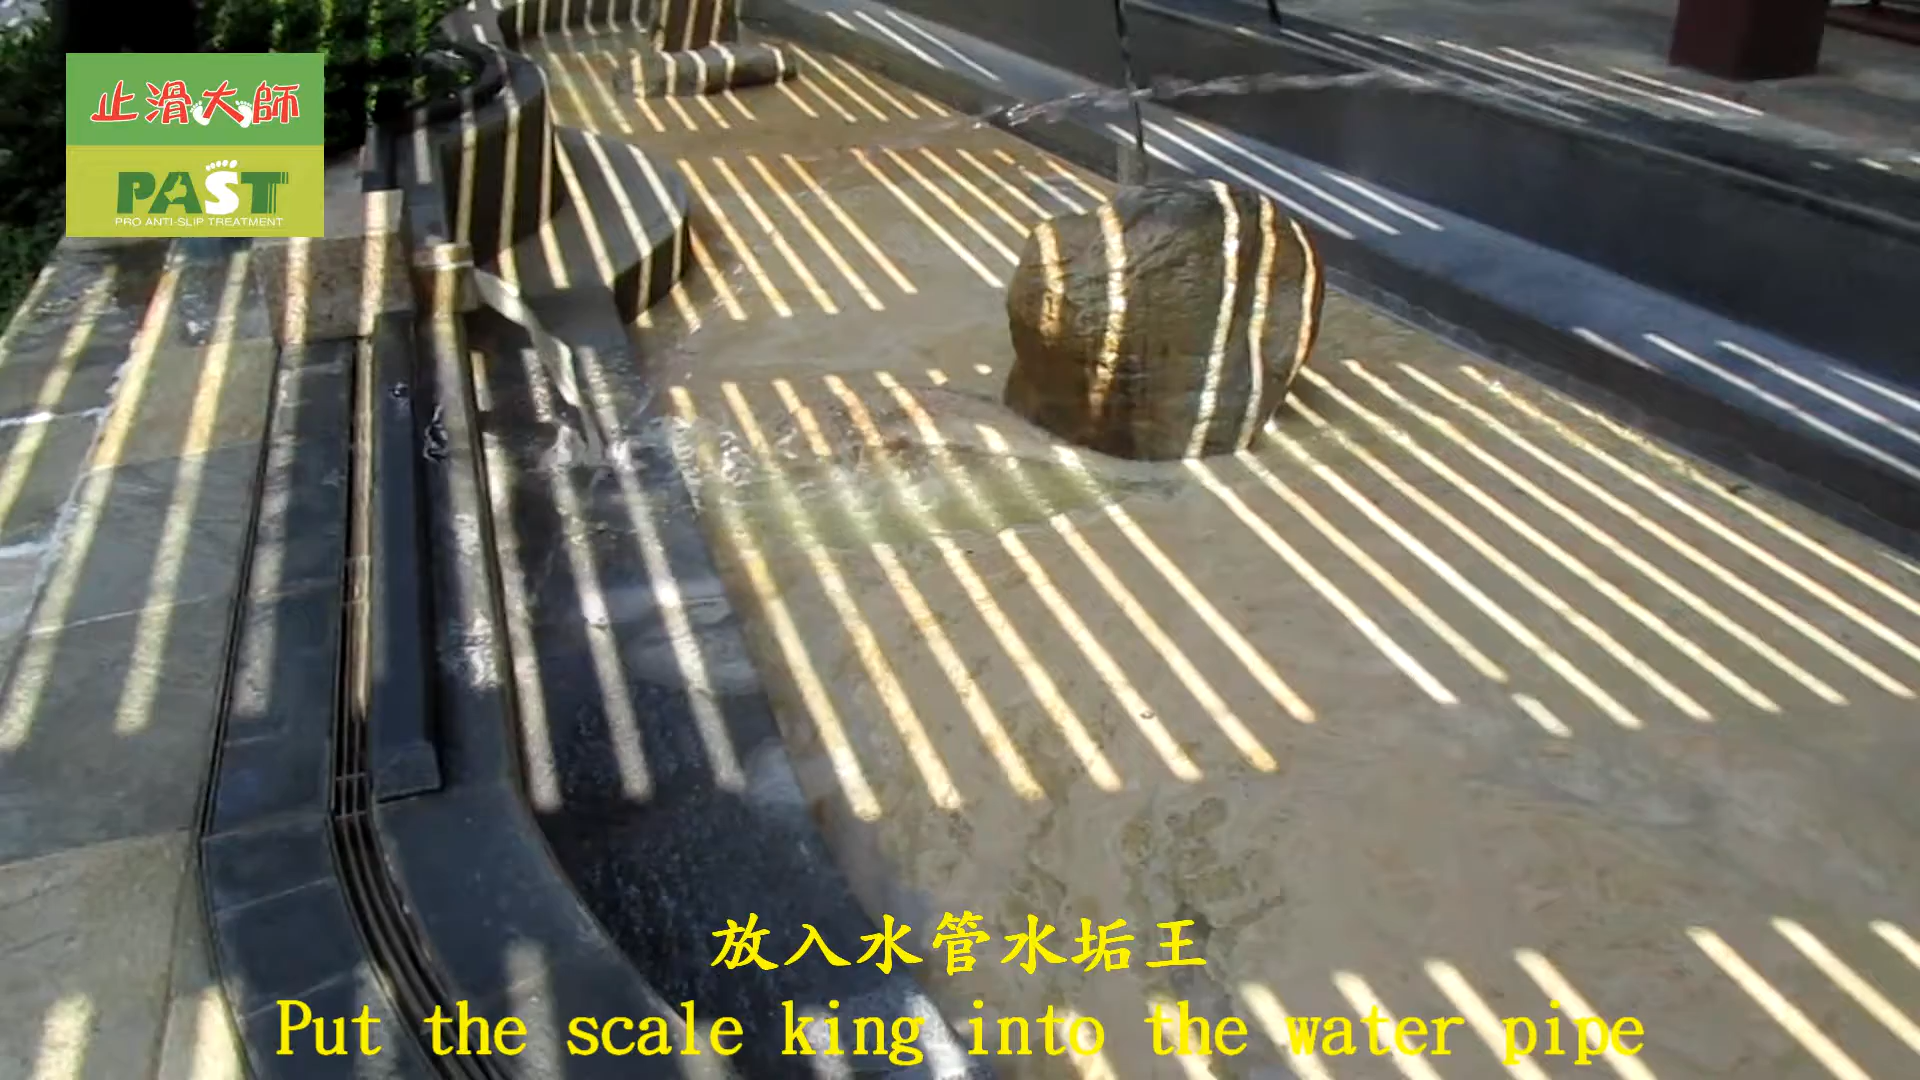 止滑大師
PAST
PRO ANTI-SLIP TREATMENT
放入水管水垢王
Put the scale king into the water pipe